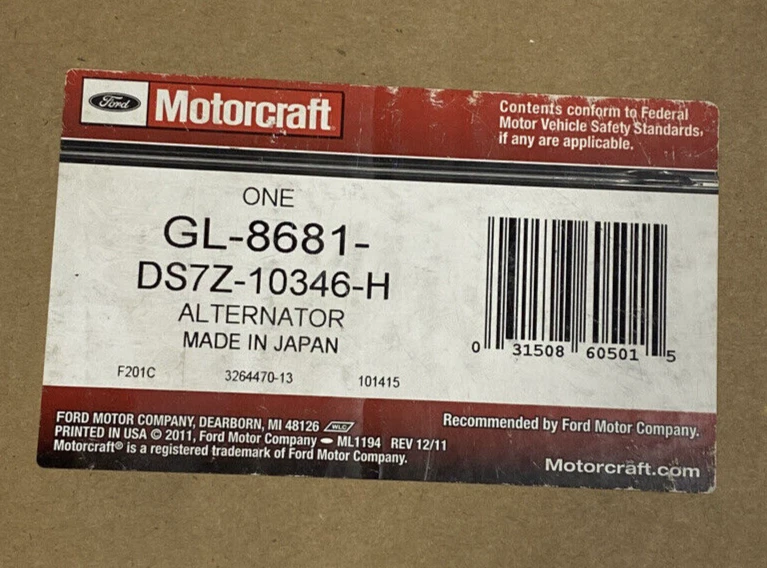 Ford Motorcraft
Contents conform to Federal
Motor Vehicle Safety Standards,
if any are applicable.
ONE
GL-8681-
DS7Z-10346-H
ALTERNATOR
MADE IN JAPAN
F201C 3264470-13 101415
0 31508 60501 5
FORD MOTOR COMPANY, DEARBORN, MI 48126 WLC
PRINTED IN USA © 2011, Ford Motor Company ML1194 REV 12/11
Motorcraft® is a registered trademark of Ford Motor Company.
Recommended by Ford Motor Company.
Motorcraft.com